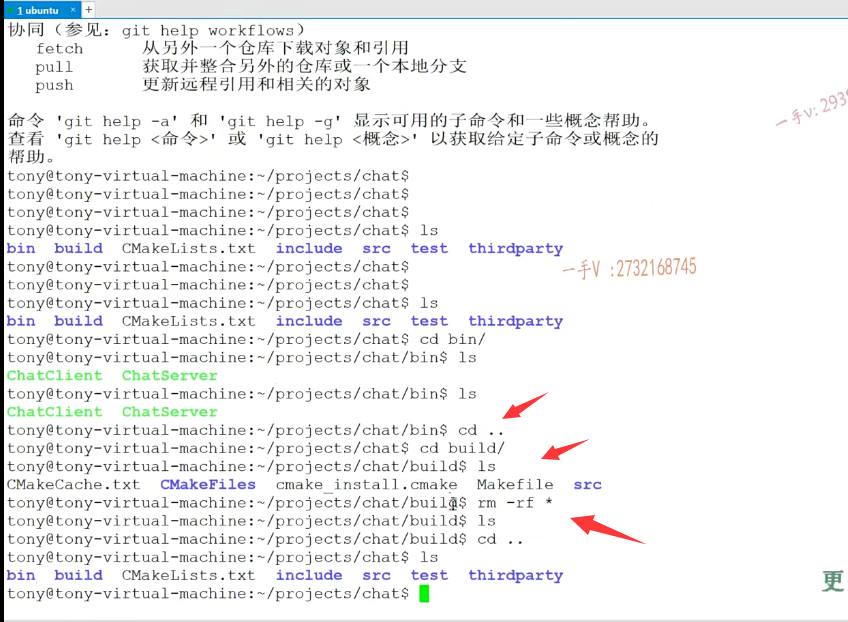 1 ubuntu × +
协同（参见：git help workflows）
fetch 从另外一个仓库下载对象和引用
pull 获取并整合另外的仓库或一个本地分支
push 更新远程引用和相关的对象
命令 'git help -a' 和 'git help -g' 显示可用的子命令和一些概念帮助。
查看 'git help <命令>' 或 'git help <概念>' 以获取给定子命令或概念的
帮助。
一手v: 2939
tony@tony-virtual-machine:~/projects/chat$
tony@tony-virtual-machine:~/projects/chat$
tony@tony-virtual-machine:~/projects/chat$
tony@tony-virtual-machine:~/projects/chat$ ls
bin build CMakeLists.txt include src test thirdparty
tony@tony-virtual-machine:~/projects/chat$
一手V :2732168745
tony@tony-virtual-machine:~/projects/chat$
tony@tony-virtual-machine:~/projects/chat$ ls
bin build CMakeLists.txt include src test thirdparty
tony@tony-virtual-machine:~/projects/chat$ cd bin/
tony@tony-virtual-machine:~/projects/chat/bin$ ls
ChatClient ChatServer
tony@tony-virtual-machine:~/projects/chat/bin$ ls
ChatClient ChatServer
tony@tony-virtual-machine:~/projects/chat/bin$ cd ..
tony@tony-virtual-machine:~/projects/chat$ cd build/
tony@tony-virtual-machine:~/projects/chat/build$ ls
CMakeCache.txt CMakeFiles cmake_install.cmake Makefile src
tony@tony-virtual-machine:~/projects/chat/build$ rm -rf *
tony@tony-virtual-machine:~/projects/chat/build$ ls
tony@tony-virtual-machine:~/projects/chat/build$ cd ..
tony@tony-virtual-machine:~/projects/chat$ ls
bin build CMakeLists.txt include src test thirdparty
更
tony@tony-virtual-machine:~/projects/chat$